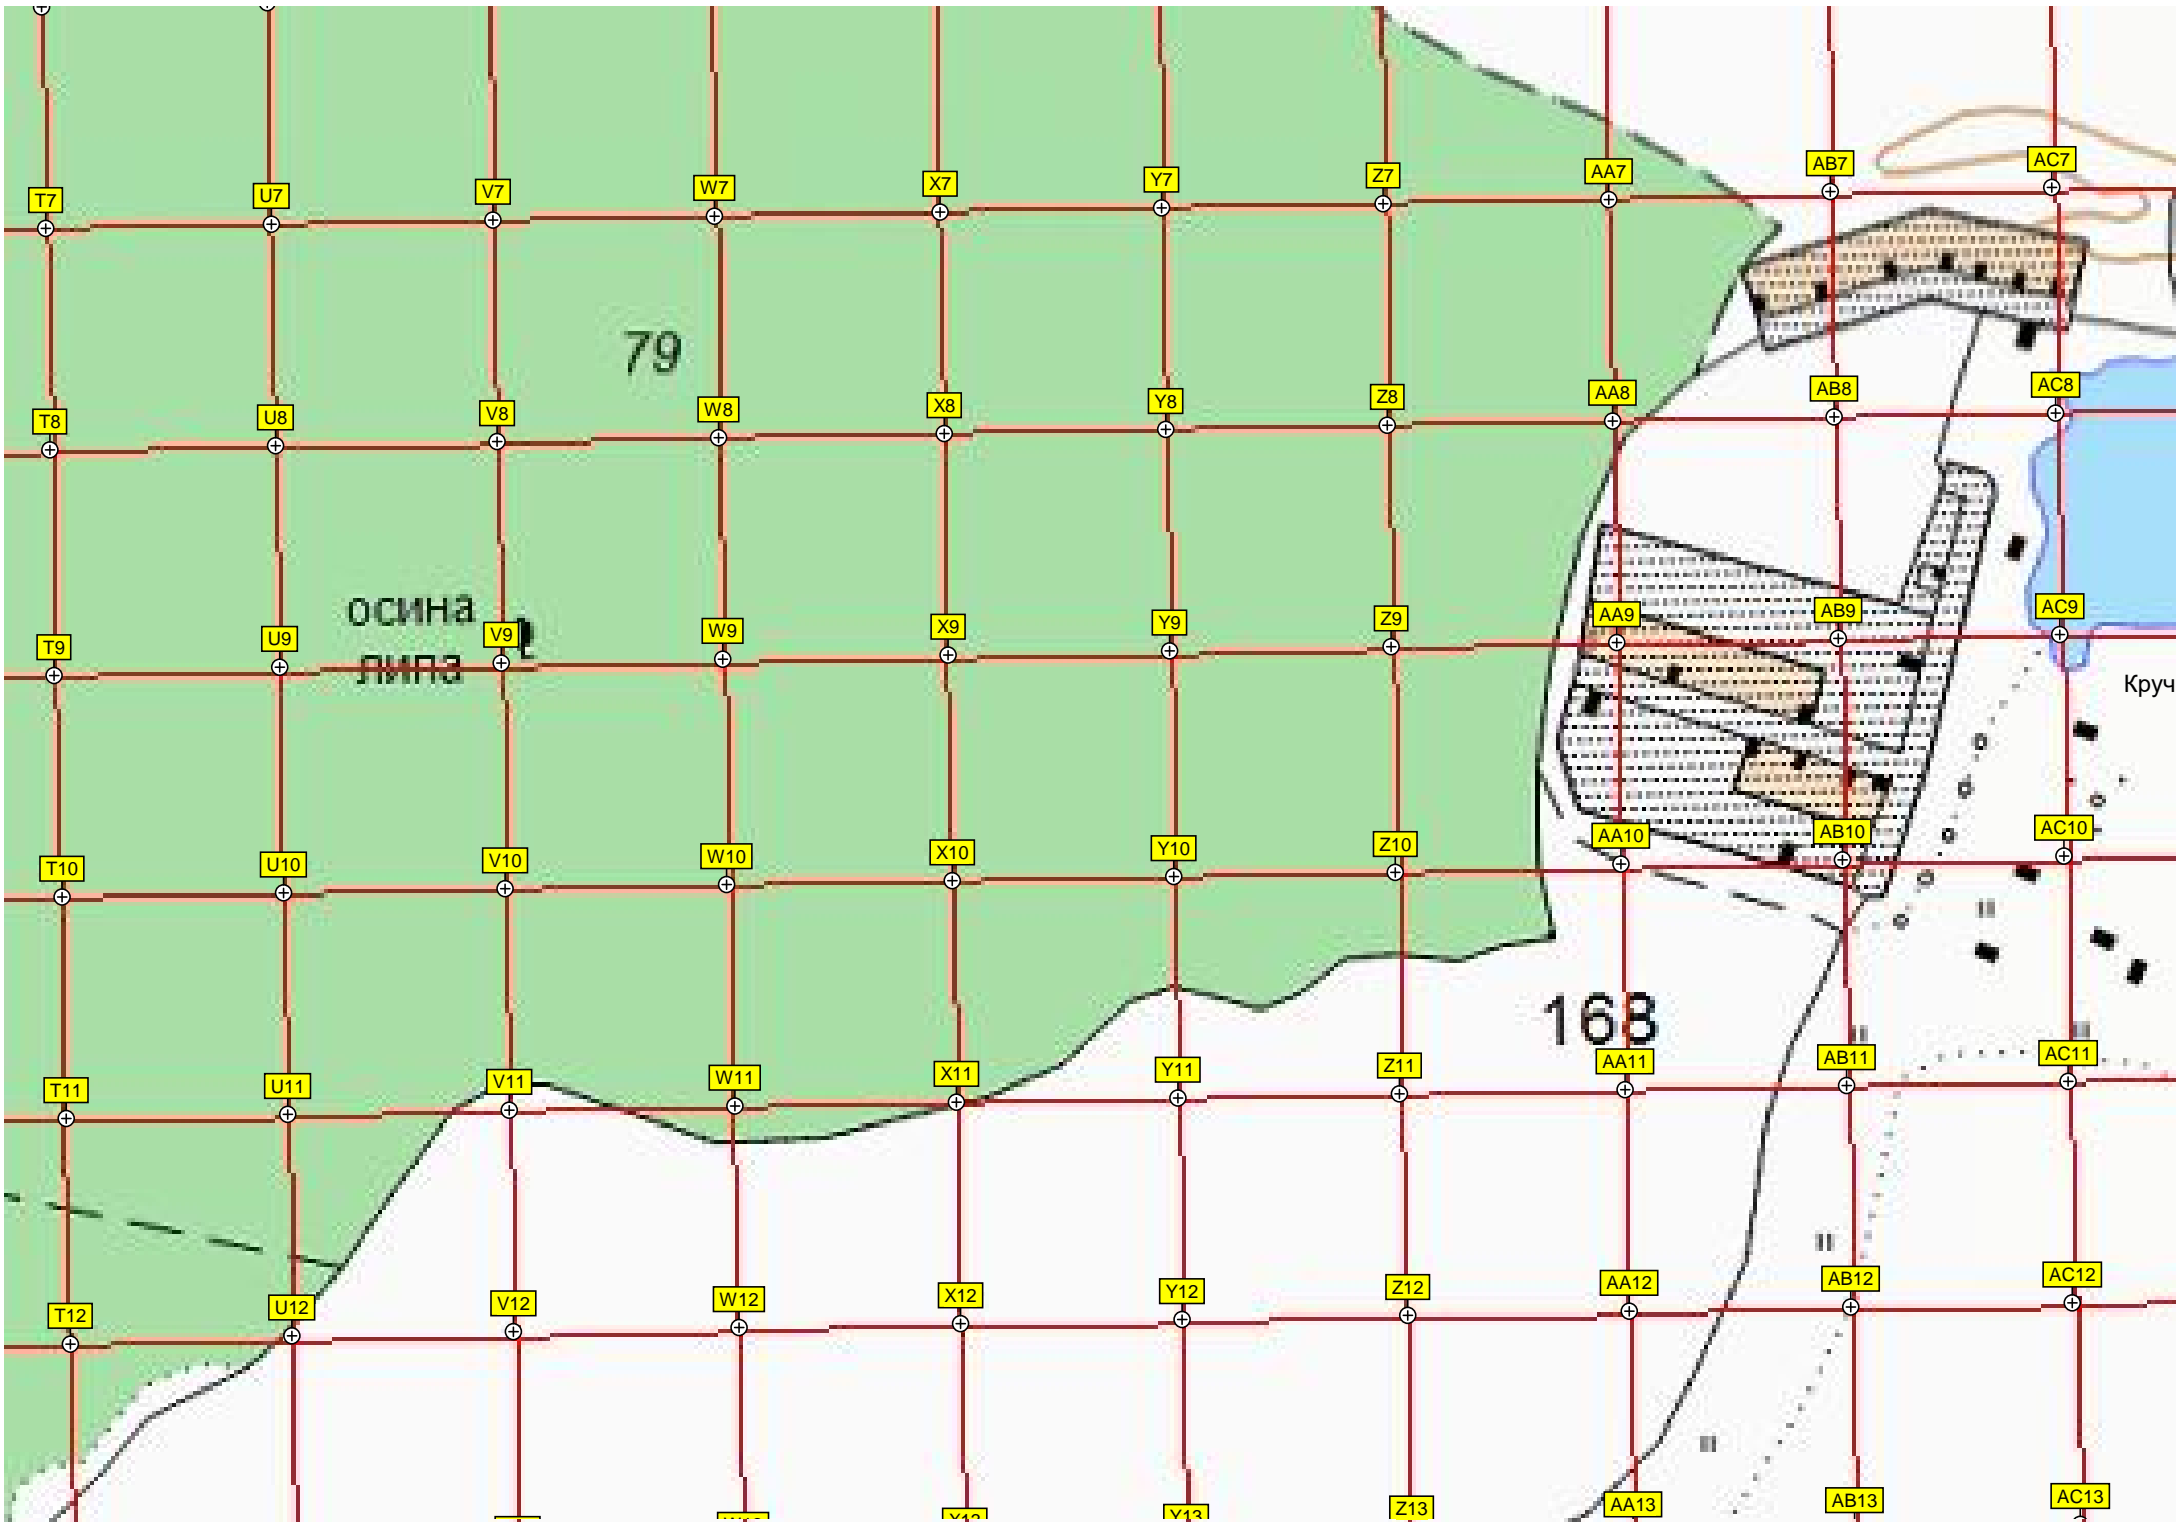 T7 U7 V7 W7 X7 Y7 Z7 AA7 AB7 AC7
79
T8 U8 V8 W8 X8 Y8 Z8 AA8 AB8 AC8
осина
T9 U9 V9 W9 X9 Y9 Z9 AA9 AB9 AC9
липа
Круч
T10 U10 V10 W10 X10 Y10 Z10 AA10 AB10 AC10
168
T11 U11 V11 W11 X11 Y11 Z11 AA11 AB11 AC11
T12 U12 V12 W12 X12 Y12 Z12 AA12 AB12 AC12
X13 Y13 Z13 AA13 AB13 AC13